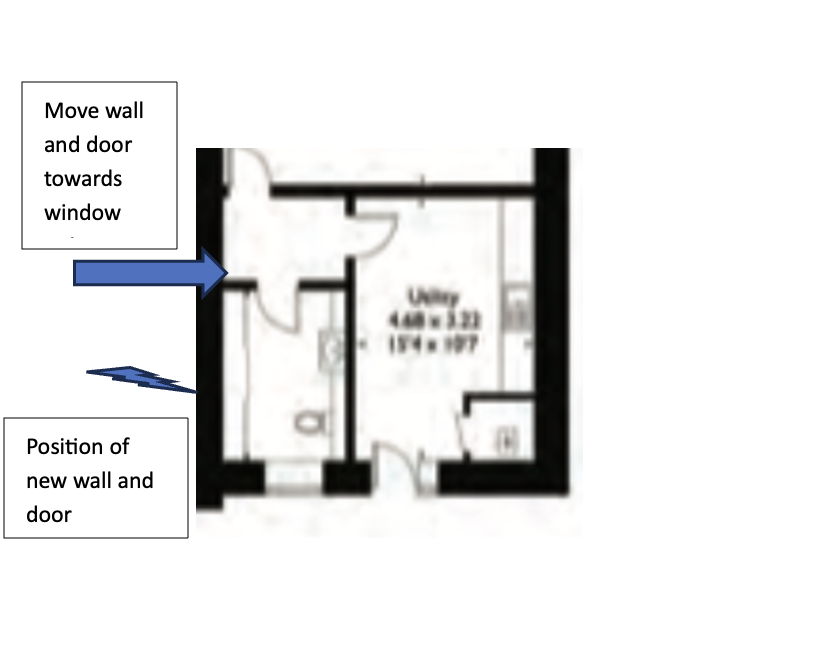 Move wall
and door
towards
window
Utility
4.68 x 3.22
15'4 x 10'7
Position of
new wall and
door